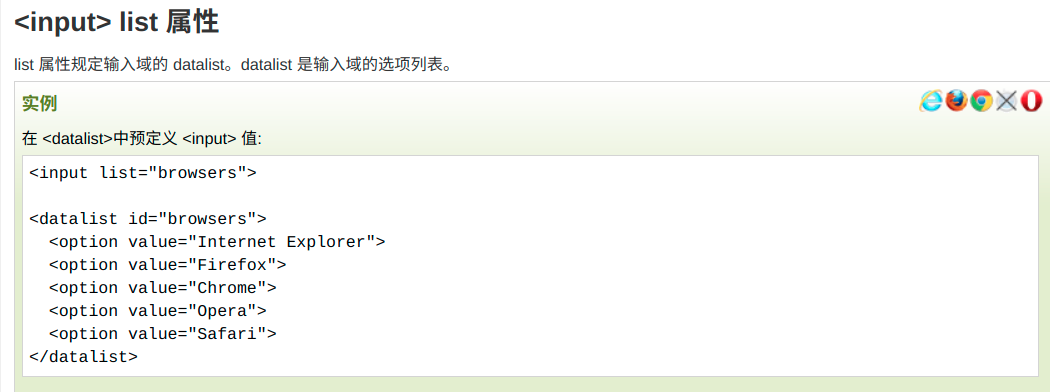 <input> list 属性
list 属性规定输入域的 datalist。datalist 是输入域的选项列表。
实例
在 <datalist>中预定义 <input> 值:
<input list="browsers">
<datalist id="browsers">
  <option value="Internet Explorer">
  <option value="Firefox">
  <option value="Chrome">
  <option value="Opera">
  <option value="Safari">
</datalist>